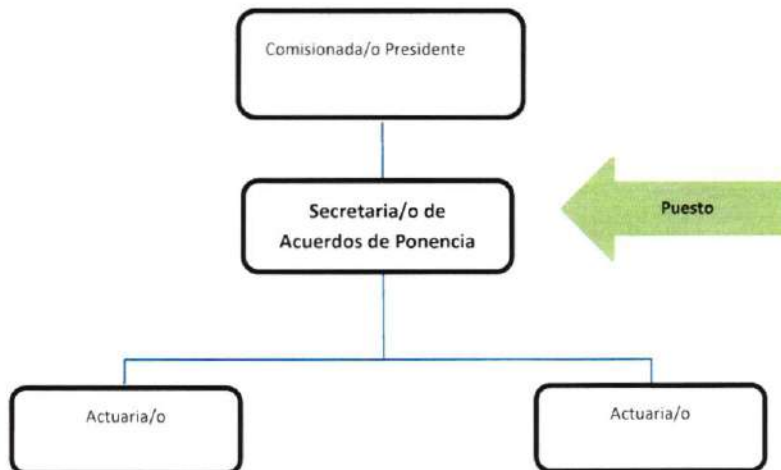 Comisionada/o Presidente
Secretaria/o de
Acuerdos de Ponencia
Puesto
Actuaria/o
Actuaria/o